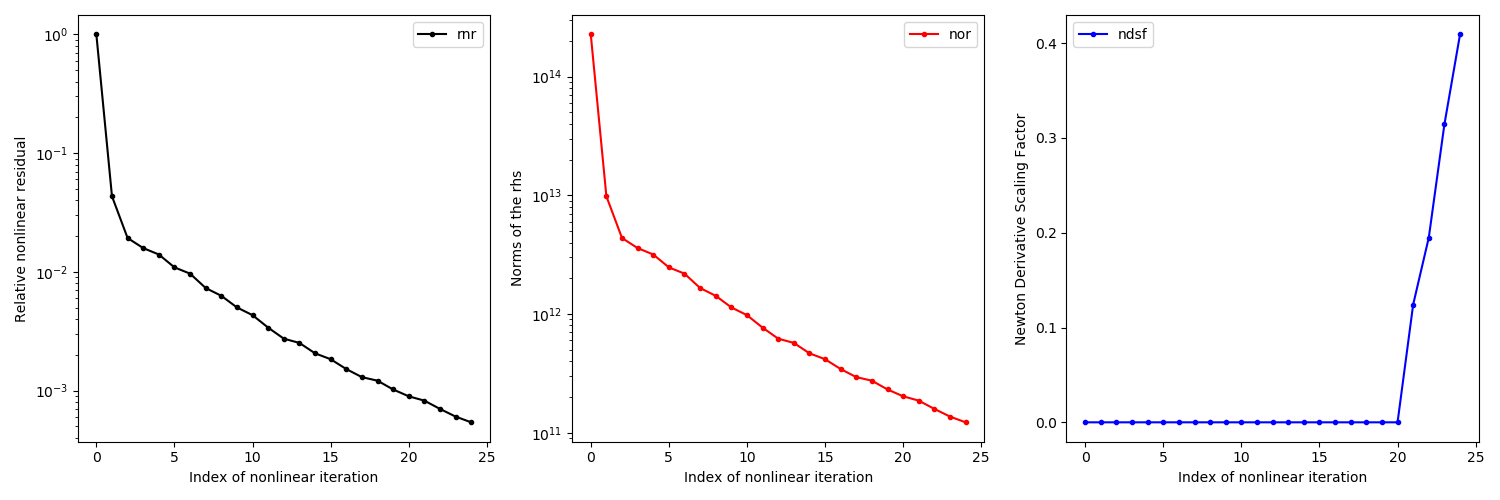 rnr
10^0
10^-1
10^-2
10^-3
Relative nonlinear residual
0 5 10 15 20 25
Index of nonlinear iteration
nor
10^14
10^13
10^12
10^11
Norms of the rhs
0 5 10 15 20 25
Index of nonlinear iteration
ndsf
0.4
0.3
0.2
0.1
0.0
Newton Derivative Scaling Factor
0 5 10 15 20 25
Index of nonlinear iteration